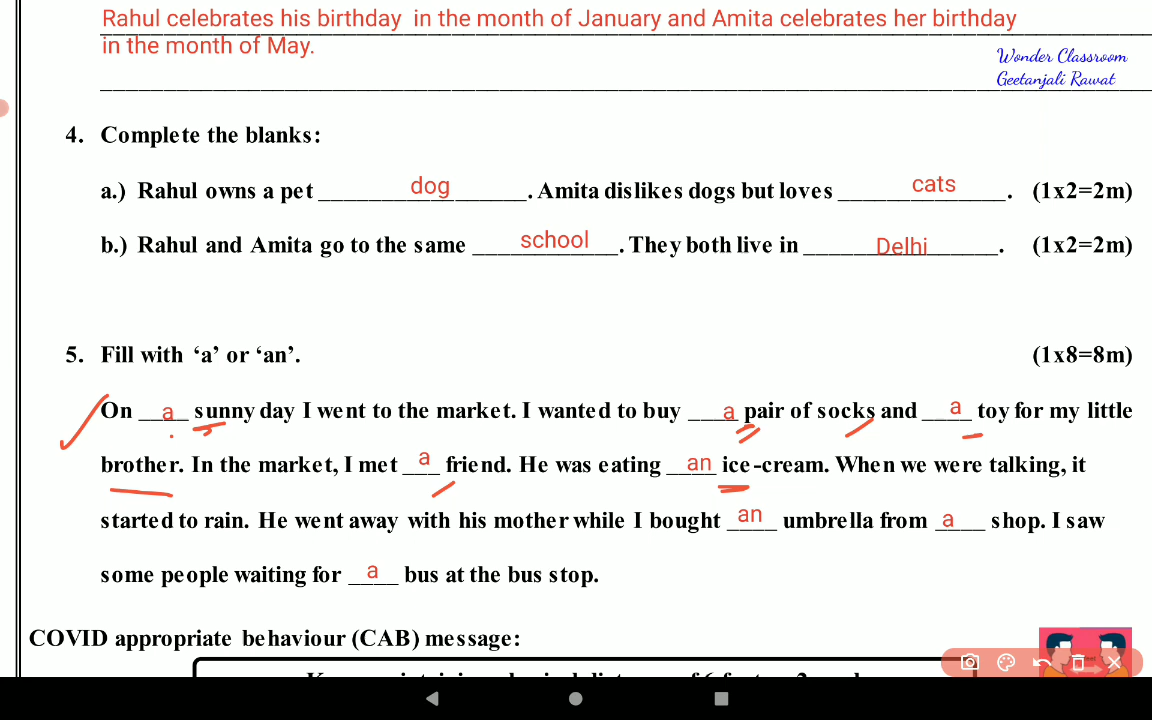 Rahul celebrates his birthday in the month of January and Amita celebrates her birthday
in the month of May.
Wonder Classroom
Geetanjali Rawat
4. Complete the blanks:
a.) Rahul owns a pet dog. Amita dislikes dogs but loves cats. (1x2=2m)
b.) Rahul and Amita go to the same school. They both live in Delhi. (1x2=2m)
5. Fill with ‘a’ or ‘an’. (1x8=8m)
On a sunny day I went to the market. I wanted to buy a pair of socks and a toy for my little
brother. In the market, I met a friend. He was eating an ice-cream. When we were talking, it
started to rain. He went away with his mother while I bought an umbrella from a shop. I saw
some people waiting for a bus at the bus stop.
COVID appropriate behaviour (CAB) message: